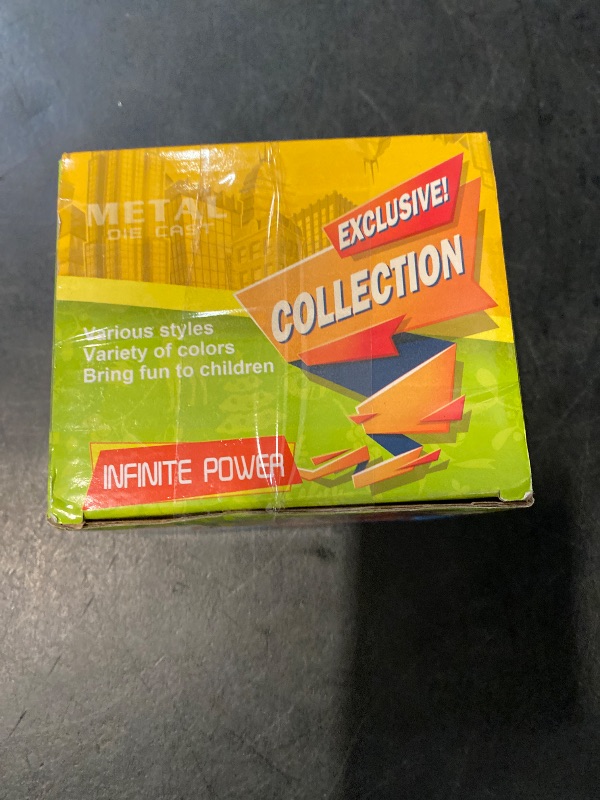 METAL
DIE CAST
EXCLUSIVE!
COLLECTION
Various styles
Variety of colors
Bring fun to children
INFINITE POWER